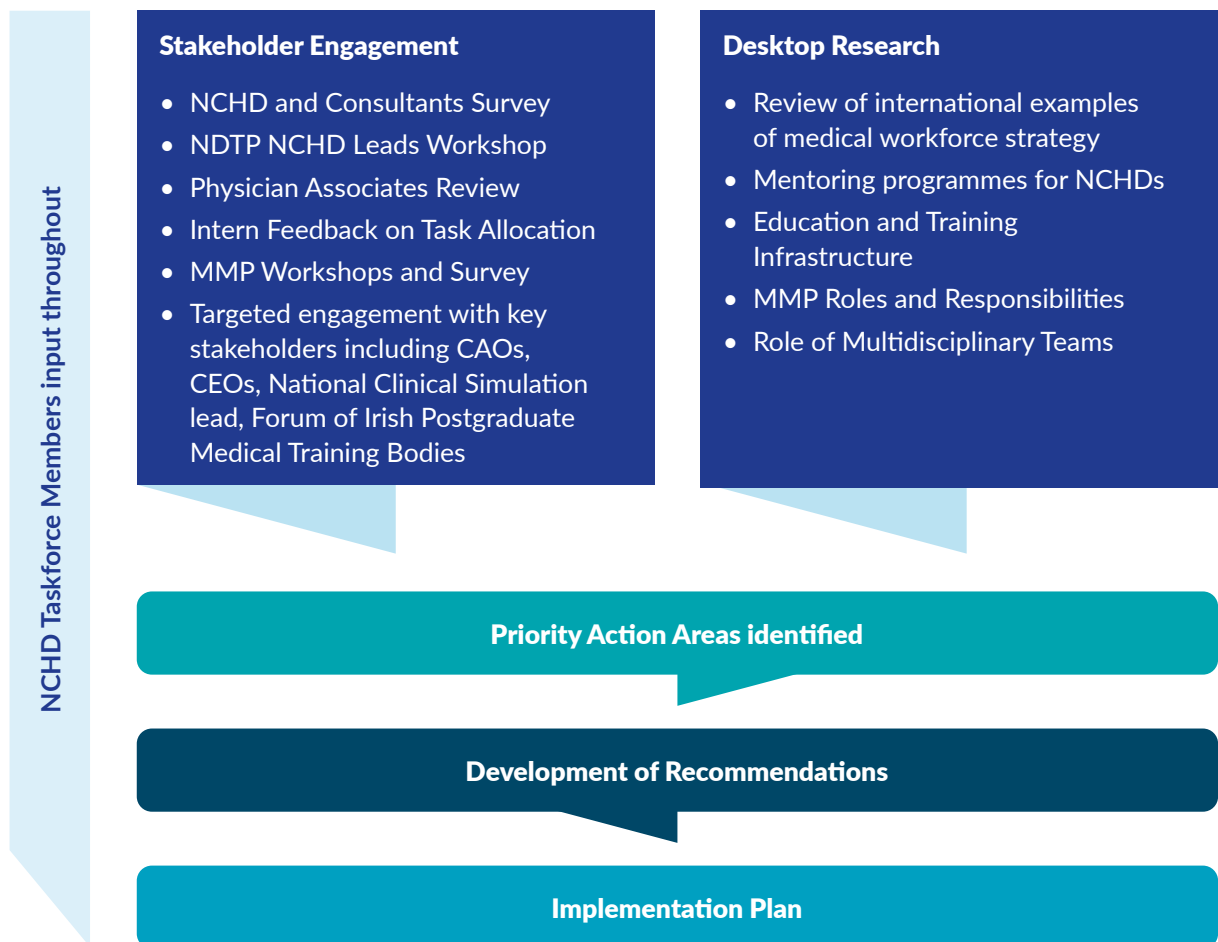 NCHD Taskforce Members input throughout
Stakeholder Engagement
• NCHD and Consultants Survey
• NDTP NCHD Leads Workshop
• Physician Associates Review
• Intern Feedback on Task Allocation
• MMP Workshops and Survey
• Targeted engagement with key
stakeholders including CAOs,
CEOs, National Clinical Simulation
lead, Forum of Irish Postgraduate
Medical Training Bodies
Desktop Research
• Review of international examples
of medical workforce strategy
• Mentoring programmes for NCHDs
• Education and Training
Infrastructure
• MMP Roles and Responsibilities
• Role of Multidisciplinary Teams
Priority Action Areas identified
Development of Recommendations
Implementation Plan